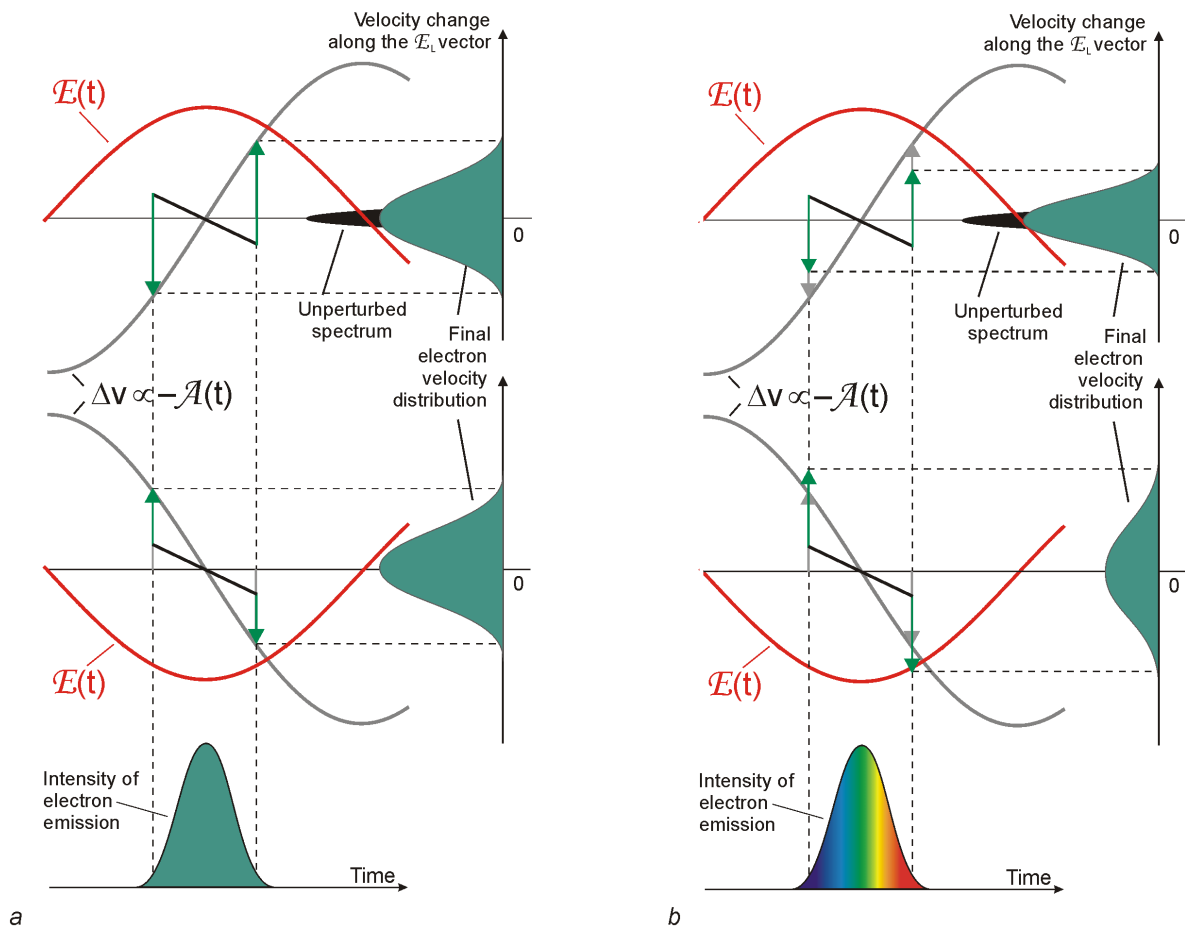 a
Velocity change
along the ℰL vector
ℰ(t)
0
Unperturbed
spectrum
Final
electron
velocity
distribution
Δv ∝ −𝒜(t)
0
ℰ(t)
Intensity of
electron
emission
Time
a
b
Velocity change
along the ℰL vector
ℰ(t)
0
Unperturbed
spectrum
Final
electron
velocity
distribution
Δv ∝ −𝒜(t)
0
ℰ(t)
Intensity of
electron
emission
Time
b